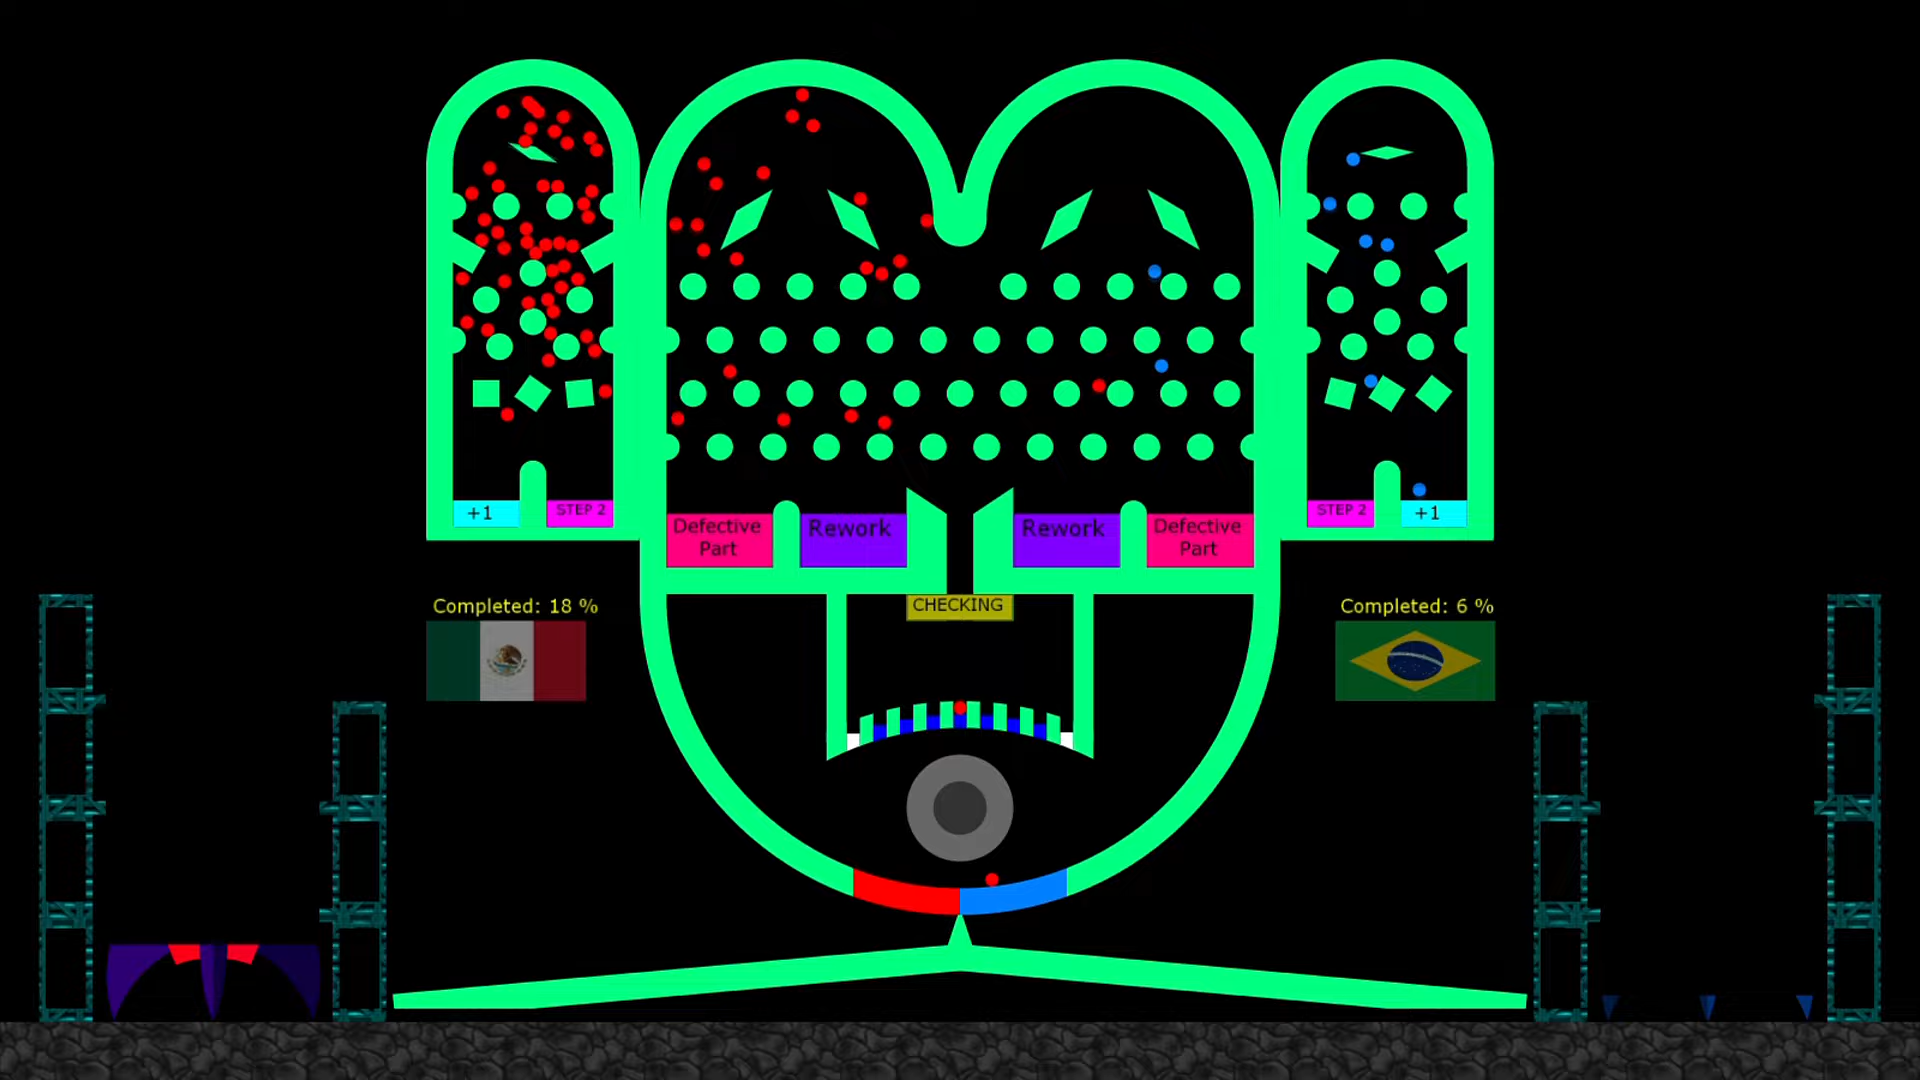 +1
STEP 2
STEP 2
+1
Defective
Part
Rework
Rework
Defective
Part
CHECKING
Completed: 18 %
Completed: 6 %